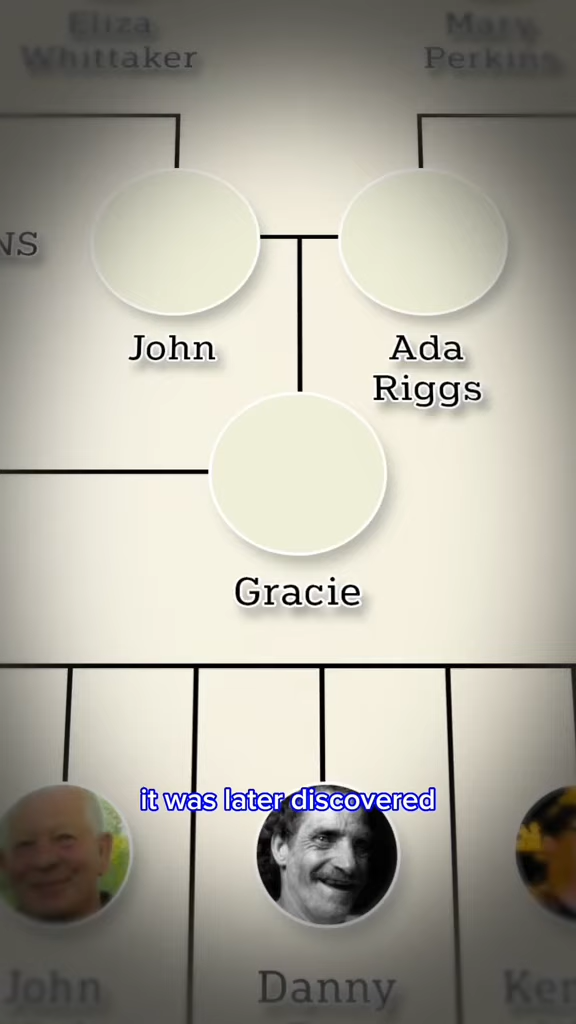 Eliza
Whittaker
Mary
Perkins
NS
John
Ada
Riggs
Gracie
it was later discovered
John
Danny
Ken